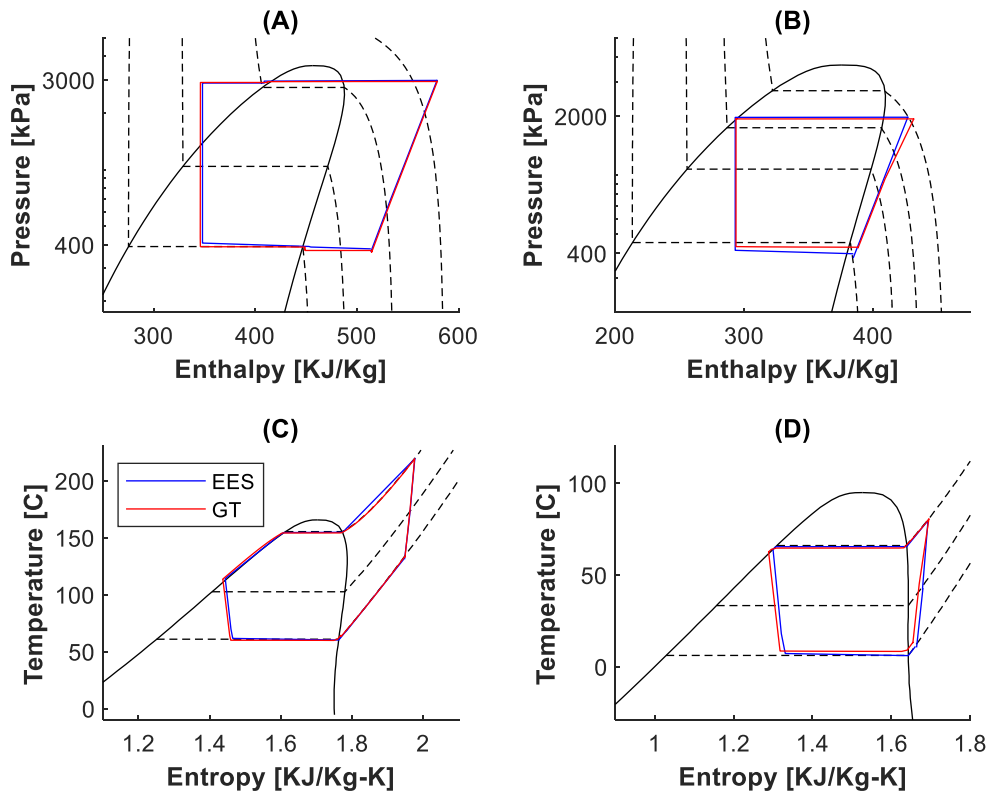 (A)
3000
400
300
400
500
600
Pressure [kPa]
Enthalpy [KJ/Kg]
(B)
2000
400
200
300
400
Pressure [kPa]
Enthalpy [KJ/Kg]
(C)
EES
GT
200
150
100
50
0
1.2
1.4
1.6
1.8
2
Temperature [C]
Entropy [KJ/Kg-K]
(D)
100
50
0
1
1.2
1.4
1.6
1.8
Temperature [C]
Entropy [KJ/Kg-K]